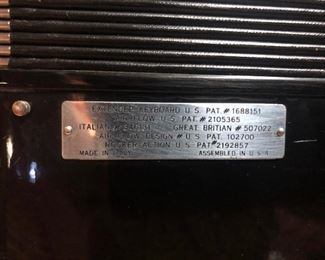 EXTENDED KEYBOARD U.S. PAT. # 1688151
AIR FLOW U.S. PAT # 2105365
ITALIAN # GREAT BRITIAN # 507022
AIR FLOW DESIGN # U.S. PAT. 102700
ROCKER ACTION U.S. PAT.# 2192857
MADE IN ITALY ASSEMBLED IN U.S.A.